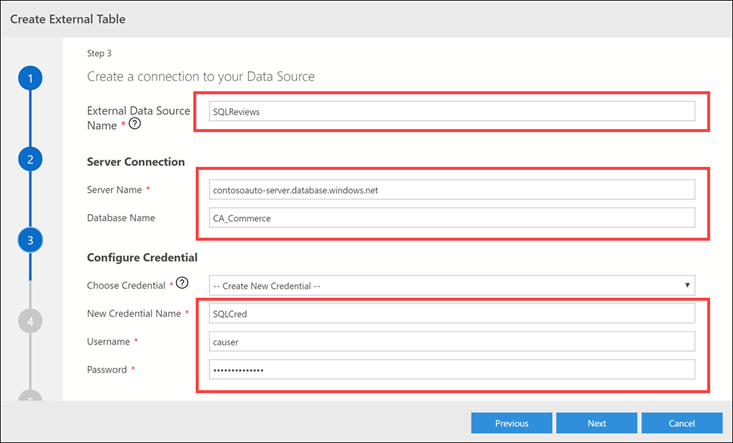 Create External Table
Step 3
Create a connection to your Data Source
1
External Data Source
Name * ?
SQLReviews
2
Server Connection
Server Name * contosoauto-server.database.windows.net
Database Name CA_Commerce
3
Configure Credential
Choose Credential * ? -- Create New Credential --
New Credential Name * SQLCred
4
Username * causer
Password * ••••••••••••••
5
Previous Next Cancel